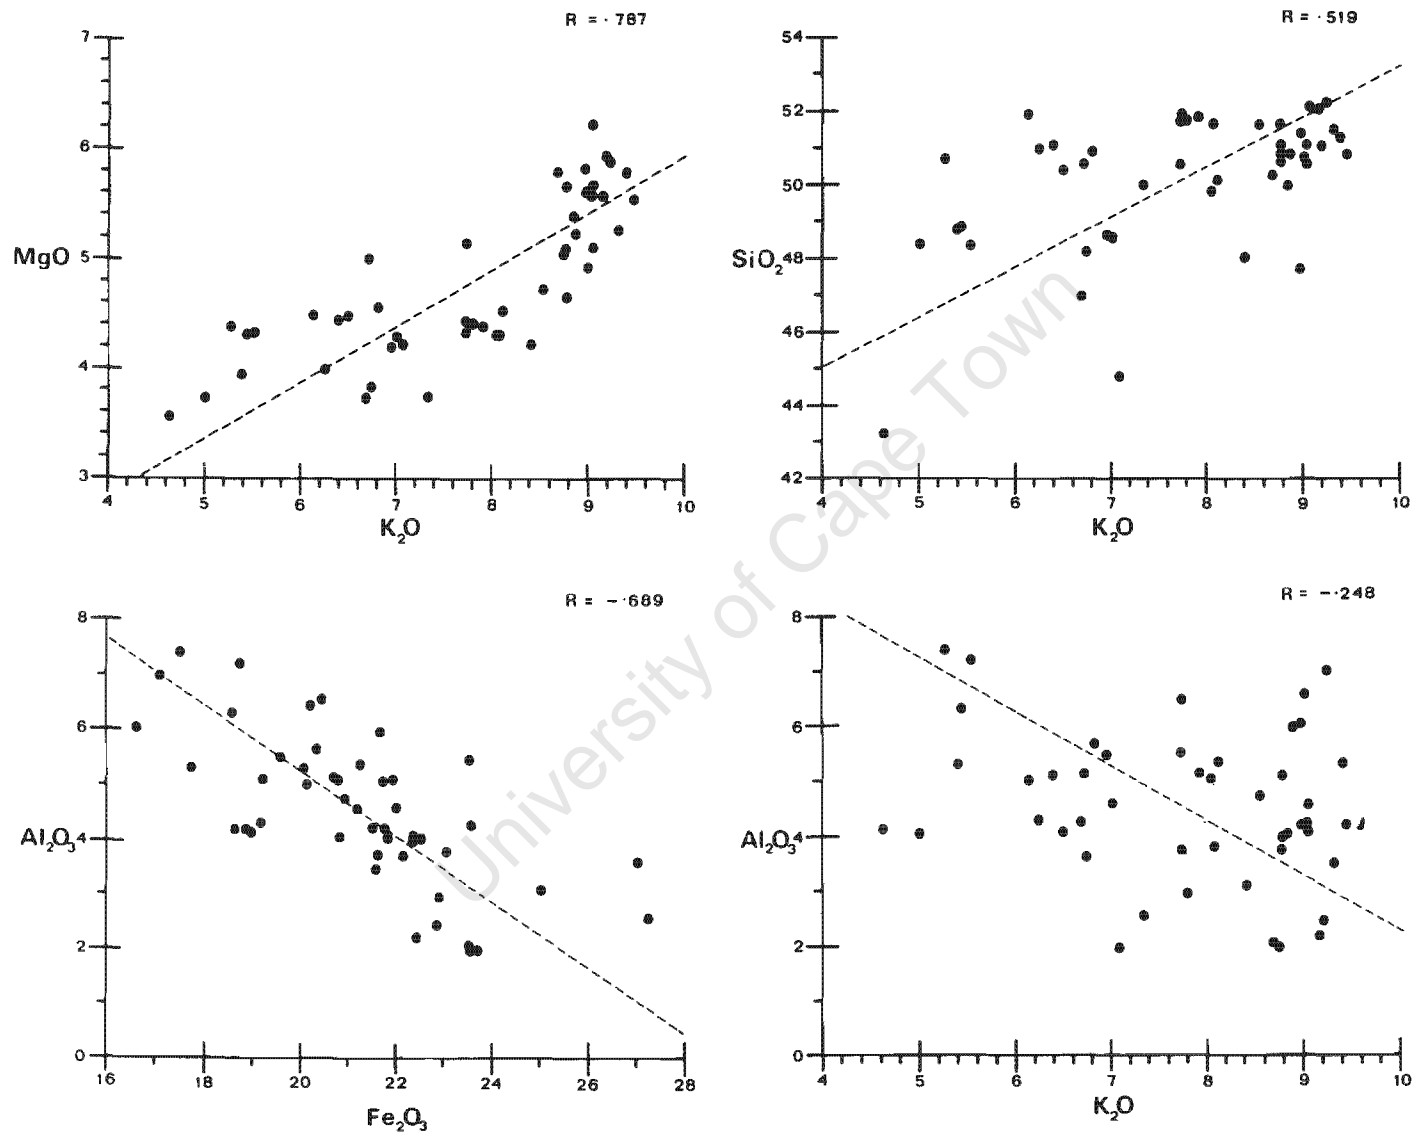 R = .787
7
6
MgO 5
4
3
4 5 6 7 8 9 10
K₂O
R = .519
54
52
50
SiO₂ 48
46
44
42
4 6 7 8 9 10
K₂O
R = -.689
8
6
Al₂O₃ 4
2
0
16 18 20 22 24 26 28
Fe₂O₃
R = -.248
8
6
Al₂O₃ 4
2
0
4 6 7 8 9 10
K₂O
University of Cape Town